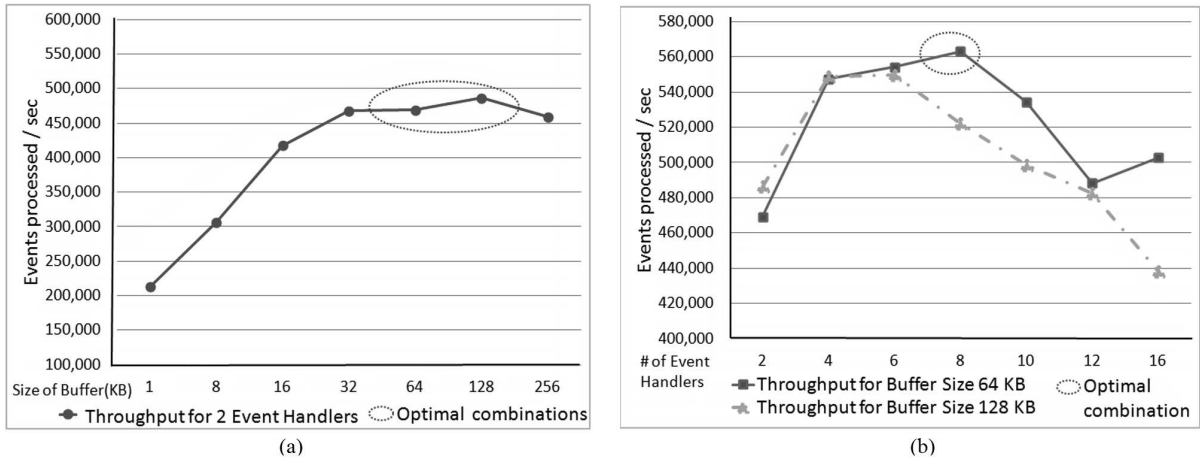 600,000
550,000
500,000
450,000
400,000
350,000
300,000
250,000
200,000
150,000
100,000
Events processed / sec
Size of Buffer(KB) 1 8 16 32 64 128 256
Throughput for 2 Event Handlers Optimal combinations
(a)
580,000
560,000
540,000
520,000
500,000
480,000
460,000
440,000
420,000
400,000
Events processed / sec
# of Event Handlers 2 4 6 8 10 12 16
Throughput for Buffer Size 64 KB Optimal
Throughput for Buffer Size 128 KB combination
(b)